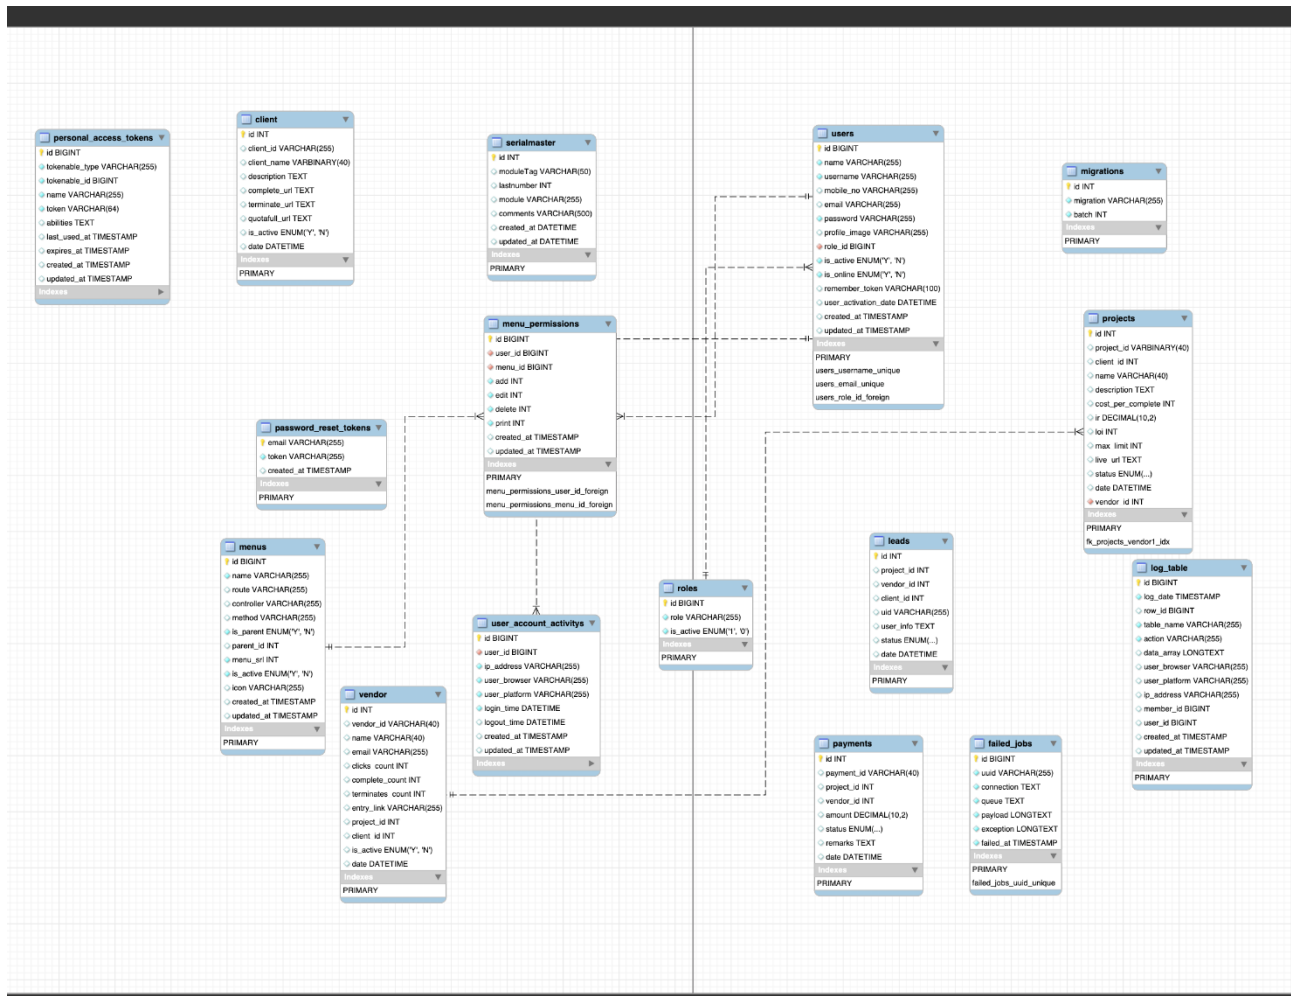 personal_access_tokens
id BIGINT
tokenable_type VARCHAR(255)
tokenable_id BIGINT
name VARCHAR(255)
token VARCHAR(64)
abilities TEXT
last_used_at TIMESTAMP
expires_at TIMESTAMP
created_at TIMESTAMP
updated_at TIMESTAMP
Indexes
client
id INT
client_id VARCHAR(255)
client_name VARBINARY(40)
description TEXT
complete_url TEXT
terminate_url TEXT
quotafull_url TEXT
is_active ENUM('Y', 'N')
date DATETIME
Indexes
PRIMARY
serialmaster
id INT
moduleTag VARCHAR(50)
lastnumber INT
module VARCHAR(255)
comments VARCHAR(500)
created_at DATETIME
updated_at DATETIME
Indexes
PRIMARY
users
id BIGINT
name VARCHAR(255)
username VARCHAR(255)
mobile_no VARCHAR(255)
email VARCHAR(255)
password VARCHAR(255)
profile_image VARCHAR(255)
role_id BIGINT
is_active ENUM('Y', 'N')
is_online ENUM('Y', 'N')
remember_token VARCHAR(100)
user_activation_date DATETIME
created_at TIMESTAMP
updated_at TIMESTAMP
Indexes
PRIMARY
users_username_unique
users_email_unique
users_role_id_foreign
migrations
id INT
migration VARCHAR(255)
batch INT
Indexes
PRIMARY
menu_permissions
id BIGINT
user_id BIGINT
menu_id BIGINT
add INT
edit INT
delete INT
print INT
created_at TIMESTAMP
updated_at TIMESTAMP
Indexes
PRIMARY
menu_permissions_user_id_foreign
menu_permissions_menu_id_foreign
projects
id INT
project_id VARBINARY(40)
client_id INT
name VARCHAR(40)
description TEXT
cost_per_complete INT
ir DECIMAL(10,2)
loi INT
max_limit INT
live_url TEXT
status ENUM(...)
date DATETIME
vendor_id INT
Indexes
PRIMARY
fk_projects_vendor1_idx
password_reset_tokens
email VARCHAR(255)
token VARCHAR(255)
created_at TIMESTAMP
Indexes
PRIMARY
menus
id BIGINT
name VARCHAR(255)
route VARCHAR(255)
controller VARCHAR(255)
method VARCHAR(255)
is_parent ENUM('Y', 'N')
parent_id INT
menu_srl INT
is_active ENUM('Y', 'N')
icon VARCHAR(255)
created_at TIMESTAMP
updated_at TIMESTAMP
Indexes
PRIMARY
user_account_activitys
id BIGINT
user_id BIGINT
ip_address VARCHAR(255)
user_browser VARCHAR(255)
user_platform VARCHAR(255)
login_time DATETIME
logout_time DATETIME
created_at TIMESTAMP
updated_at TIMESTAMP
Indexes
roles
id BIGINT
role VARCHAR(255)
is_active ENUM('1', '0')
Indexes
PRIMARY
leads
id INT
project_id INT
vendor_id INT
client_id INT
uid VARCHAR(255)
user_info TEXT
status ENUM(...)
date DATETIME
Indexes
PRIMARY
log_table
id BIGINT
log_date TIMESTAMP
row_id BIGINT
table_name VARCHAR(255)
action VARCHAR(255)
data_array LONGTEXT
user_browser VARCHAR(255)
user_platform VARCHAR(255)
ip_address VARCHAR(255)
member_id BIGINT
user_id BIGINT
created_at TIMESTAMP
updated_at TIMESTAMP
Indexes
PRIMARY
vendor
id INT
vendor_id VARCHAR(40)
name VARCHAR(40)
email VARCHAR(255)
clicks_count INT
complete_count INT
terminates_count INT
entry_link VARCHAR(255)
project_id INT
client_id INT
is_active ENUM('Y', 'N')
date DATETIME
Indexes
PRIMARY
payments
id INT
payment_id VARCHAR(40)
project_id INT
vendor_id INT
amount DECIMAL(10,2)
status ENUM(...)
remarks TEXT
date DATETIME
Indexes
PRIMARY
failed_jobs
id BIGINT
uuid VARCHAR(255)
connection TEXT
queue TEXT
payload LONGTEXT
exception LONGTEXT
failed_at TIMESTAMP
Indexes
PRIMARY
failed_jobs_uuid_unique